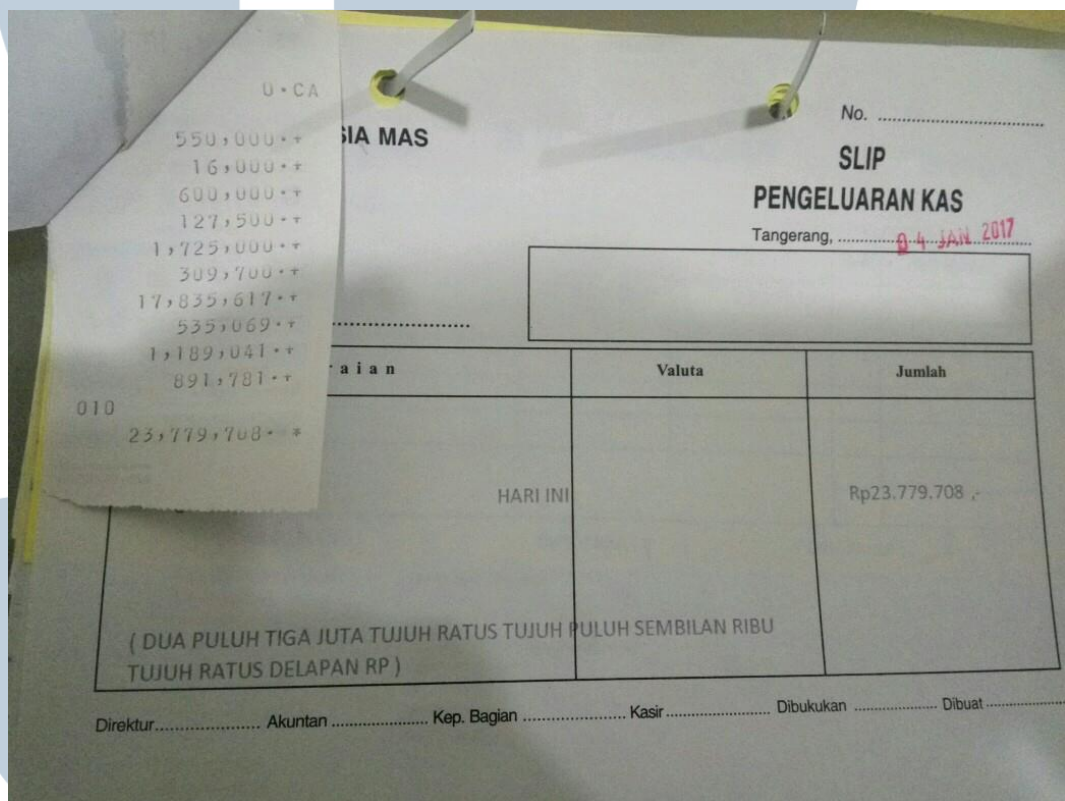 0·CA
550,000·+
16,000·+
600,000·+
127,500·+
1,725,000·+
309,700·+
17,835,617·+
535,069·+
1,189,041·+
891,781·+
010
23,779,708· *
SIA MAS
No. ........................................
SLIP
PENGELUARAN KAS
Tangerang, ........................................
04 JAN 2017
raian
Valuta
Jumlah
HARI INI
Rp23.779.708 ,-
( DUA PULUH TIGA JUTA TUJUH RATUS TUJUH PULUH SEMBILAN RIBU
TUJUH RATUS DELAPAN RP )
Direktur..................... Akuntan ................... Kep. Bagian ..................... Kasir ..................... Dibukukan ................. Dibuat .................